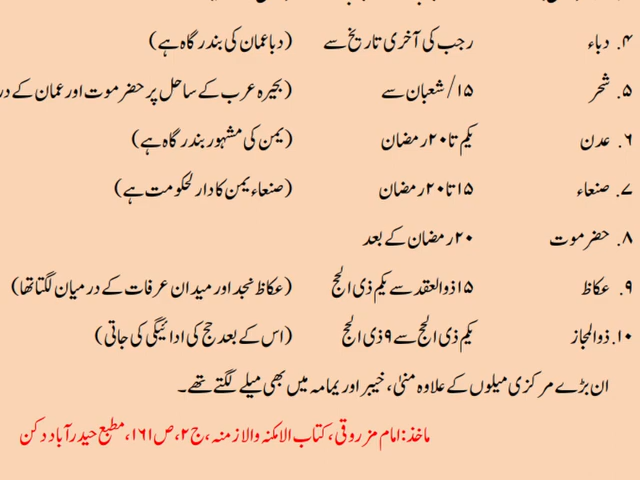 ۴. دباء رجب کی آخری تاریخ سے (دبا عمان کی بندر گاہ ہے)
۵. شحر ۱۵/شعبان سے (بحیرہ عرب کے ساحل پر حضر موت اور عمان کے در
۶. عدن یکم تا ۲۰ رمضان (یمن کی مشہور بندر گاہ ہے)
۷. صنعاء ۱۵ تا ۲۰ رمضان (صنعاء یمن کا دار لحکومت ہے)
۸. حضر موت ۲۰ رمضان کے بعد
۹. عکاظ ۱۵ ذوالعقد سے یکم ذی الحج (عکاظ نجد اور میدان عرفات کے درمیان لگتا تھا)
۱۰. ذوالمجاز یکم ذی الحج سے ۹ ذی الحج (اس کے بعد حج کی ادائیگی کی جاتی)
ان بڑے مرکزی میلوں کے علاوہ منیٰ، خیبر اور یمامہ میں بھی میلے لگتے تھے۔
ماخذ: امام مزروقی، کتاب الامکنہ والازمنہ، ج ۲، ص ۱۶۱، مطبع حیدر آباد دکن